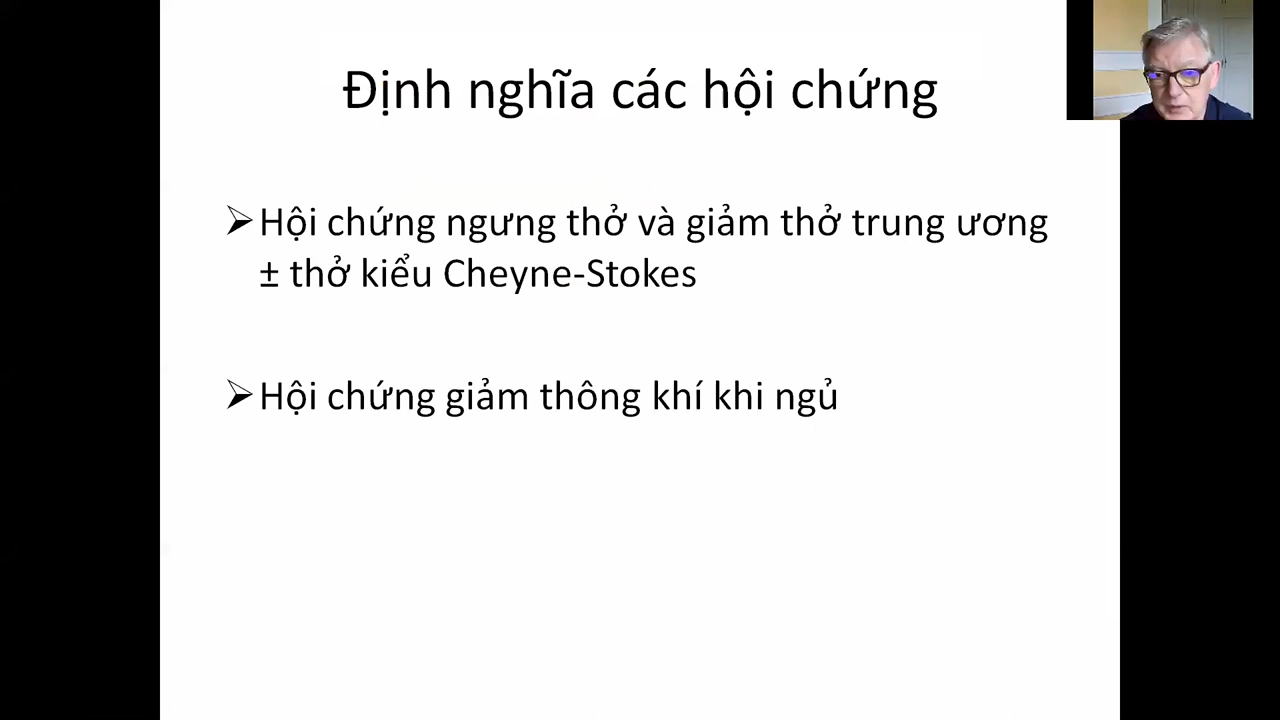 Định nghĩa các hội chứng
➢Hội chứng ngưng thở và giảm thở trung ương
± thở kiểu Cheyne-Stokes
➢Hội chứng giảm thông khí khi ngủ